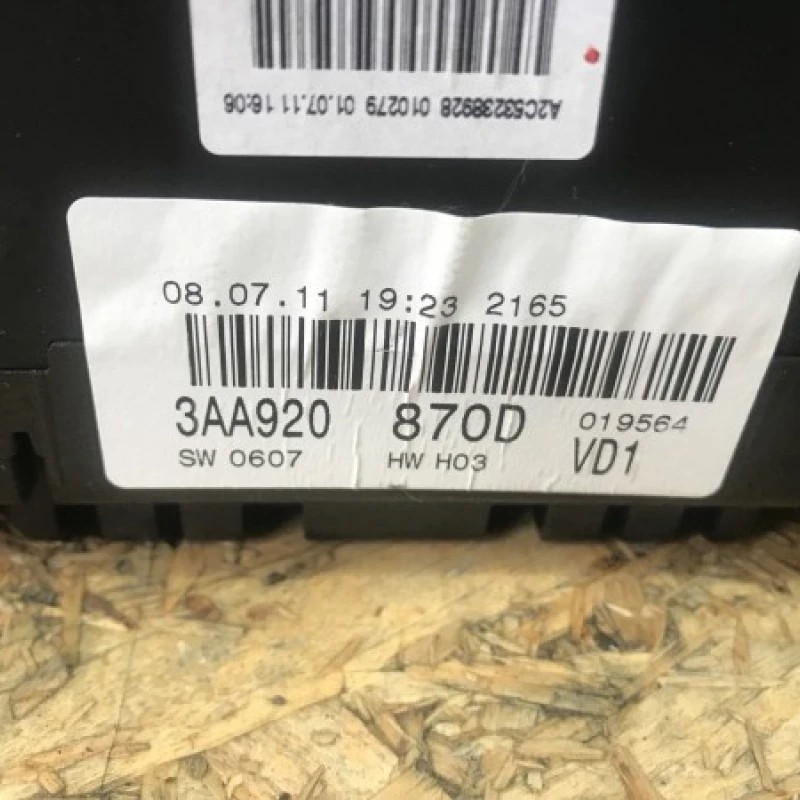 A2C53238928 010279 01.07.11 16:06
08.07.11 19:23 2165
3AA920 870D 019564
SW 0607 HW H03 VD1